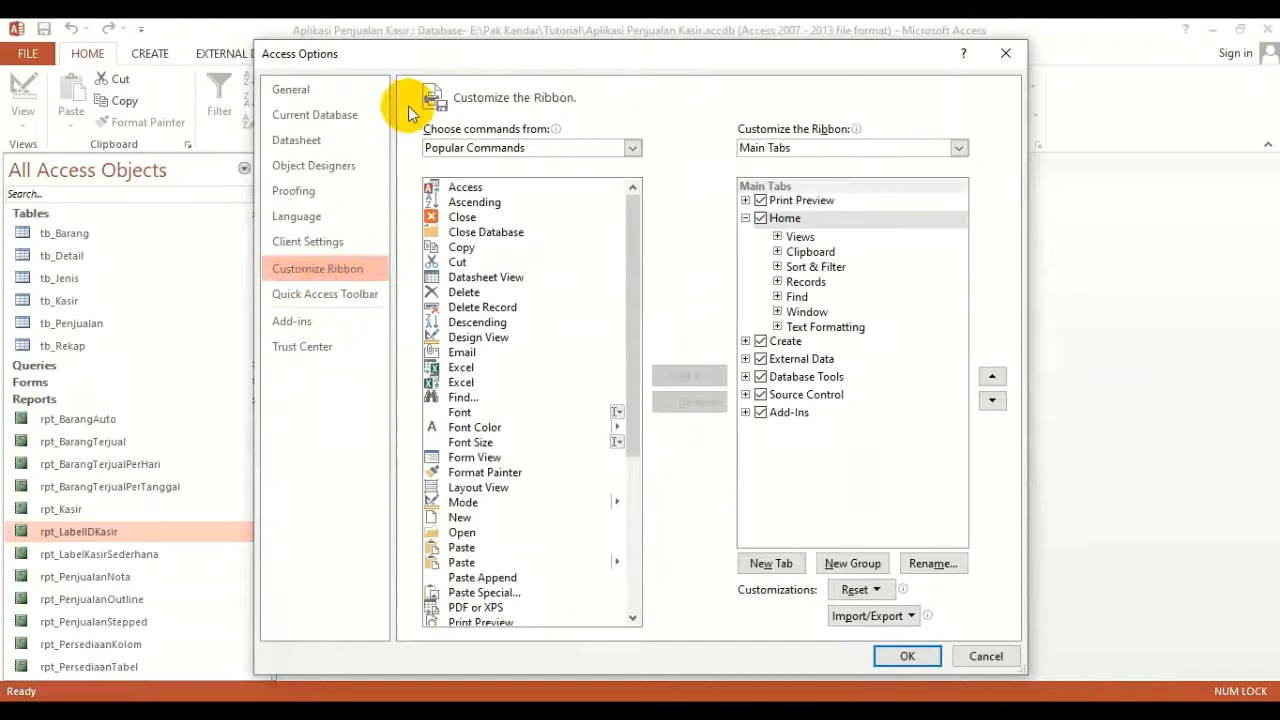 Aplikasi Penjualan Kasir : Database- E:\Pak Kandar\Tutorial\Aplikasi Penjualan Kasir.accdb (Access 2007 - 2013 file format) - Microsoft Access
FILE HOME CREATE EXTERNAL D
Sign in
View
Paste
Cut
Copy
Format Painter
Filter
Views
Clipboard
All Access Objects
Search...
Tables
tb_Barang
tb_Detail
tb_Jenis
tb_Kasir
tb_Penjualan
tb_Rekap
Queries
Forms
Reports
rpt_BarangAuto
rpt_BarangTerjual
rpt_BarangTerjualPerHari
rpt_BarangTerjualPerTanggal
rpt_Kasir
rpt_LabelIDKasir
rpt_LabelKasirSederhana
rpt_PenjualanNota
rpt_PenjualanOutline
rpt_PenjualanStepped
rpt_PersediaanKolom
rpt_PersediaanTabel
Access Options
General
Current Database
Datasheet
Object Designers
Proofing
Language
Client Settings
Customize Ribbon
Quick Access Toolbar
Add-ins
Trust Center
Customize the Ribbon.
Choose commands from:
Popular Commands
Access
Ascending
Close
Close Database
Copy
Cut
Datasheet View
Delete
Delete Record
Descending
Design View
Email
Excel
Excel
Find...
Font
Font Color
Font Size
Form View
Format Painter
Layout View
Mode
New
Open
Paste
Paste
Paste Append
Paste Special...
PDF or XPS
Print Preview
Customize the Ribbon:
Main Tabs
Main Tabs
Print Preview
Home
Views
Clipboard
Sort & Filter
Records
Find
Window
Text Formatting
Create
External Data
Database Tools
Source Control
Add-Ins
New Tab
New Group
Rename...
Customizations:
Reset
Import/Export
OK
Cancel
Ready
NUM LOCK